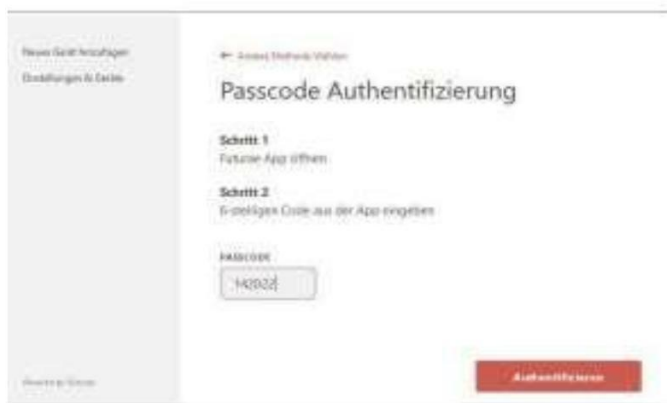 Neues Gerät hinzufügen
Einstellungen & Geräte
← Andere Methode Wählen
Passcode Authentifizierung
Schritt 1
Futurae App öffnen
Schritt 2
6-stelligen Code aus der App eingeben
PASSCODE
142022
Authentifizieren